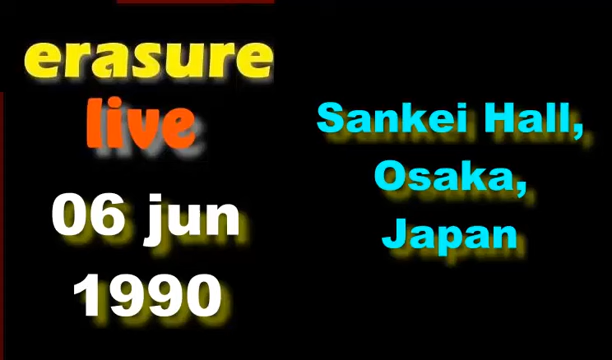 erasure
live
06 jun
1990
Sankei Hall,
Osaka,
Japan